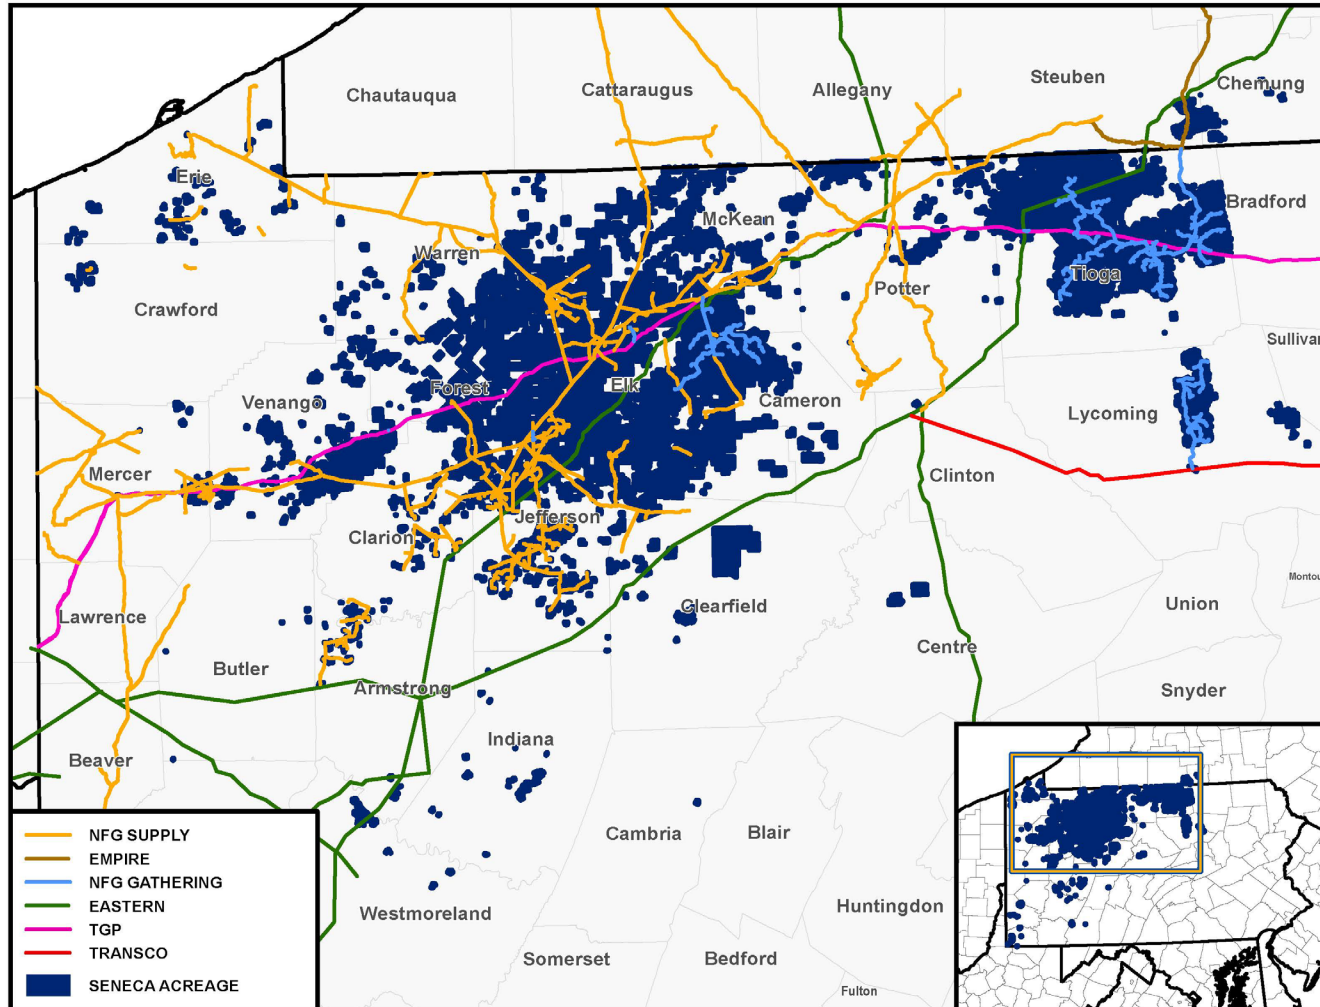 Steuben
Chemung
Chautauqua
Cattaraugus
Allegany
Erie
McKean
Bradford
Warren
Tioga
Potter
Crawford
Sullivan
Forest
Elk
Venango
Cameron
Lycoming
Mercer
Clinton
Jefferson
Clarion
Montou
Clearfield
Union
Lawrence
Centre
Butler
Armstrong
Snyder
Indiana
Beaver
Cambria
Blair
Westmoreland
Huntingdon
Somerset
Bedford
Fulton
NFG SUPPLY
EMPIRE
NFG GATHERING
EASTERN
TGP
TRANSCO
SENECA ACREAGE